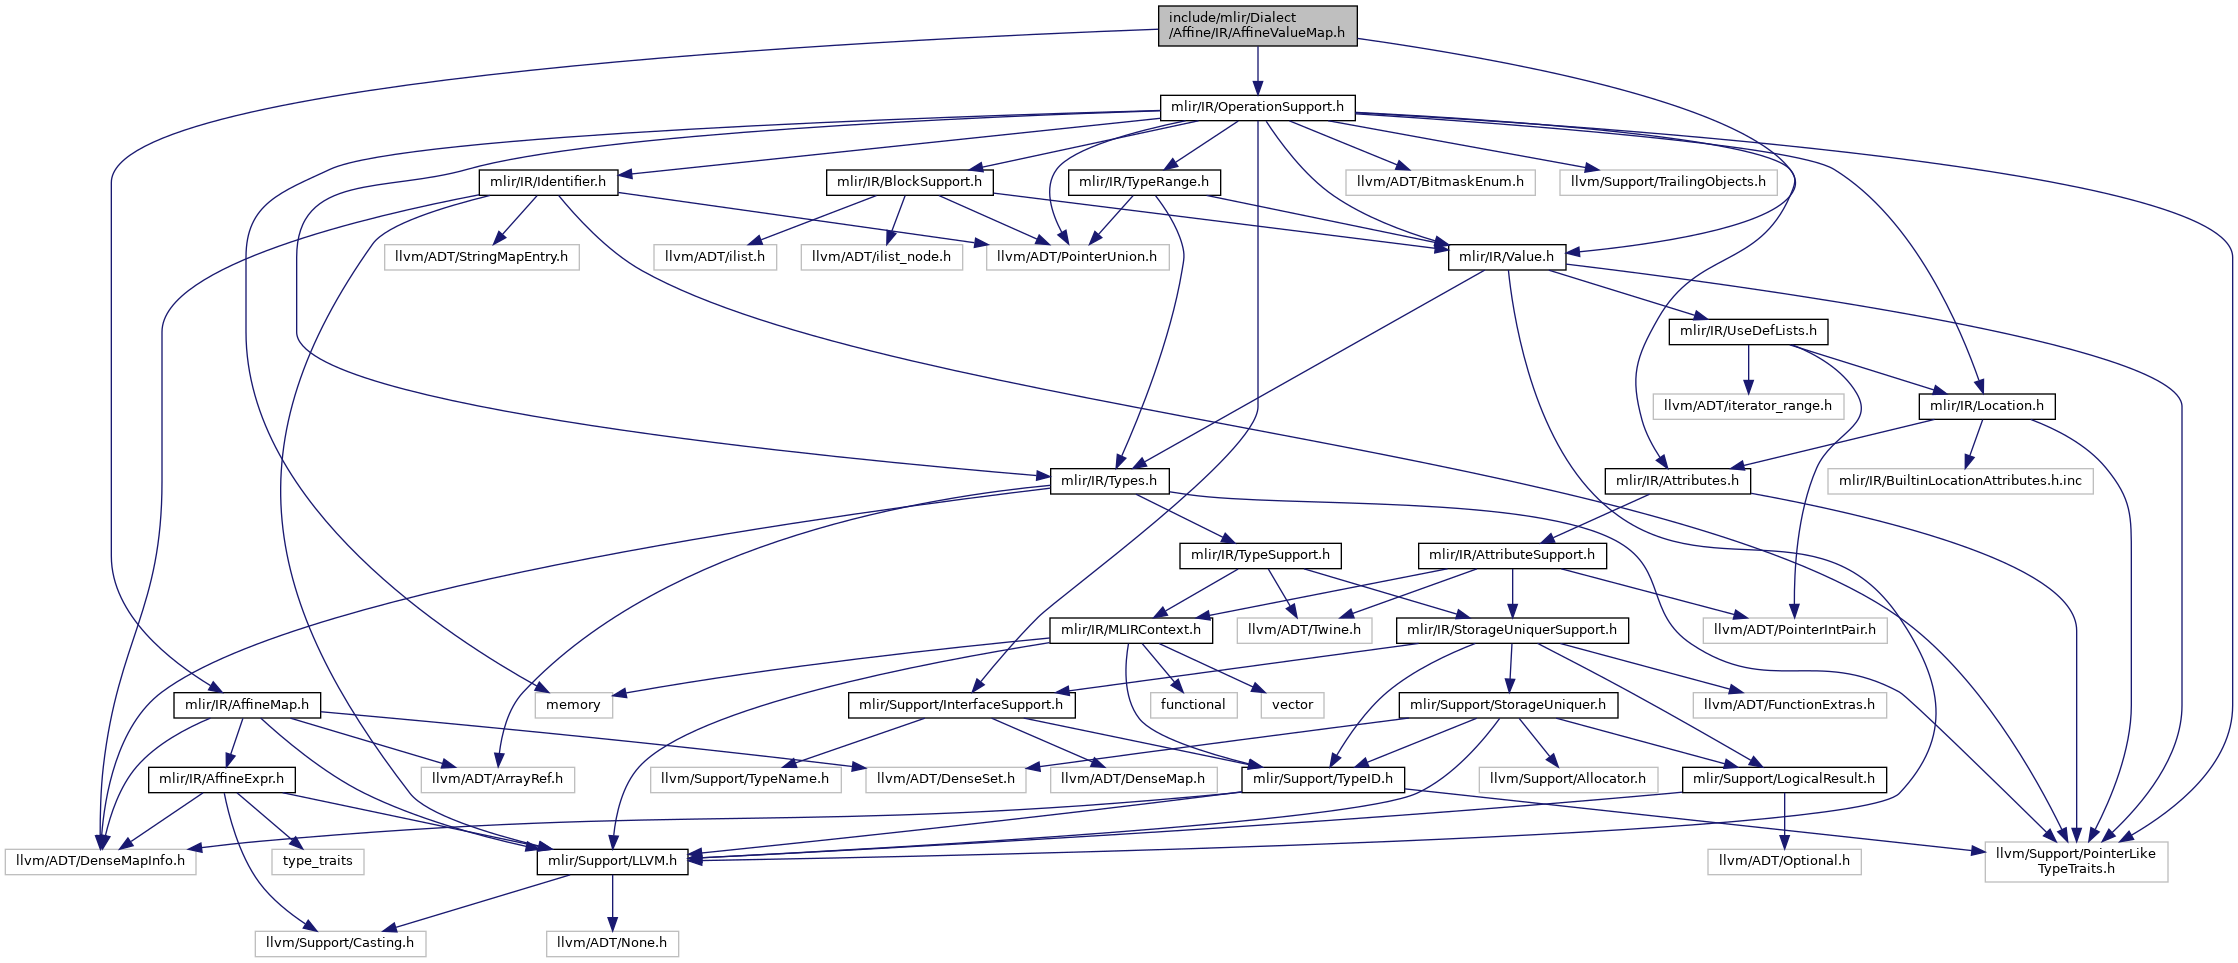 include/mlir/Dialect
/Affine/IR/AffineValueMap.h
mlir/IR/OperationSupport.h
mlir/IR/Identifier.h
mlir/IR/BlockSupport.h
mlir/IR/TypeRange.h
llvm/ADT/BitmaskEnum.h
llvm/Support/TrailingObjects.h
llvm/ADT/StringMapEntry.h
llvm/ADT/ilist.h
llvm/ADT/ilist_node.h
llvm/ADT/PointerUnion.h
mlir/IR/Value.h
mlir/IR/UseDefLists.h
llvm/ADT/iterator_range.h
mlir/IR/Location.h
mlir/IR/Types.h
mlir/IR/Attributes.h
mlir/IR/BuiltinLocationAttributes.h.inc
mlir/IR/TypeSupport.h
mlir/IR/AttributeSupport.h
mlir/IR/MLIRContext.h
llvm/ADT/Twine.h
mlir/IR/StorageUniquerSupport.h
llvm/ADT/PointerIntPair.h
mlir/IR/AffineMap.h
memory
mlir/Support/InterfaceSupport.h
functional
vector
mlir/Support/StorageUniquer.h
llvm/ADT/FunctionExtras.h
mlir/IR/AffineExpr.h
llvm/ADT/ArrayRef.h
llvm/Support/TypeName.h
llvm/ADT/DenseSet.h
llvm/ADT/DenseMap.h
mlir/Support/TypeID.h
llvm/Support/Allocator.h
mlir/Support/LogicalResult.h
llvm/ADT/DenseMapInfo.h
type_traits
mlir/Support/LLVM.h
llvm/ADT/Optional.h
llvm/Support/PointerLike
TypeTraits.h
llvm/Support/Casting.h
llvm/ADT/None.h